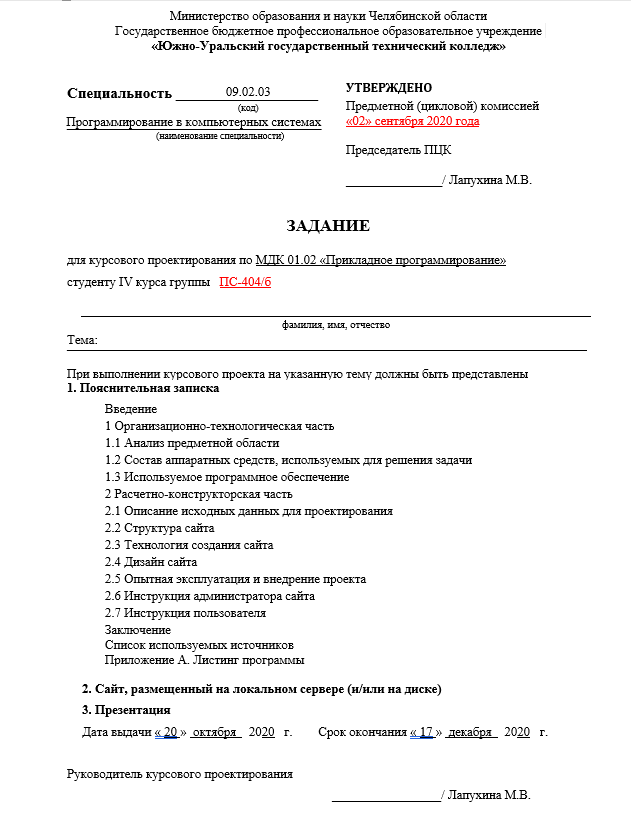 Министерство образования и науки Челябинской области
Государственное бюджетное профессиональное образовательное учреждение
«Южно-Уральский государственный технический колледж»
Специальность 09.02.03
(код)
Программирование в компьютерных системах
(наименование специальности)
УТВЕРЖДЕНО
Предметной (цикловой) комиссией
«02» сентября 2020 года
Председатель ПЦК
_______________/ Лапухина М.В.
ЗАДАНИЕ
для курсового проектирования по МДК 01.02 «Прикладное программирование»
студенту IV курса группы ПС-404/б
фамилия, имя, отчество
Тема:
При выполнении курсового проекта на указанную тему должны быть представлены
1. Пояснительная записка
Введение
1 Организационно-технологическая часть
1.1 Анализ предметной области
1.2 Состав аппаратных средств, используемых для решения задачи
1.3 Используемое программное обеспечение
2 Расчетно-конструкторская часть
2.1 Описание исходных данных для проектирования
2.2 Структура сайта
2.3 Технология создания сайта
2.4 Дизайн сайта
2.5 Опытная эксплуатация и внедрение проекта
2.6 Инструкция администратора сайта
2.7 Инструкция пользователя
Заключение
Список используемых источников
Приложение А. Листинг программы
2. Сайт, размещенный на локальном сервере (и/или на диске)
3. Презентация
Дата выдачи « 20 » октября 2020 г. Срок окончания « 17 » декабря 2020 г.
Руководитель курсового проектирования
_________________/ Лапухина М.В.